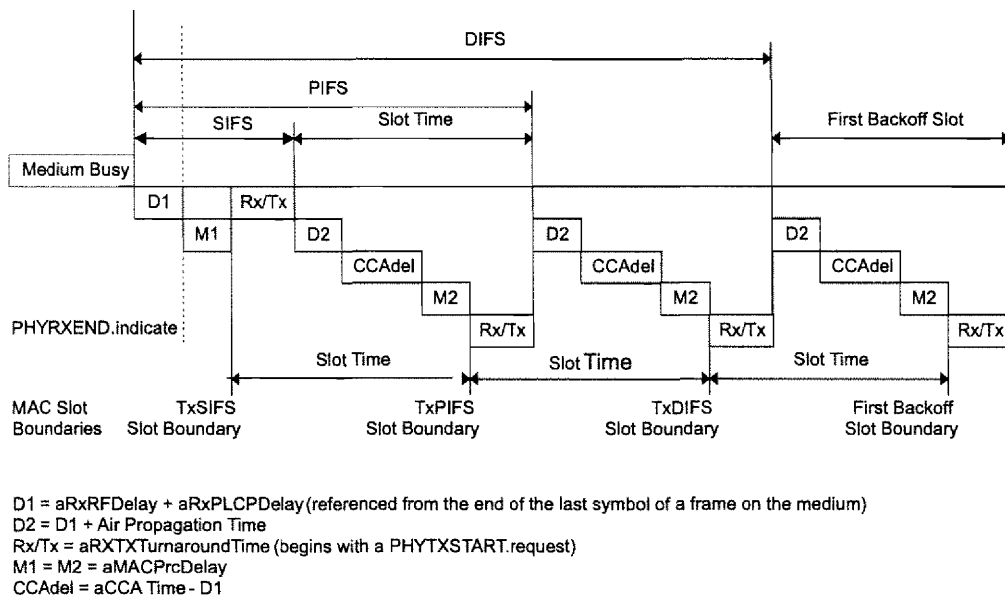 DIFS
PIFS
SIFS Slot Time First Backoff Slot
Medium Busy
D1 Rx/Tx
M1 D2 D2 D2
CCAdel CCAdel CCAdel
M2 M2 M2
PHYRXEND.indicate Rx/Tx Rx/Tx Rx/Tx
Slot Time Slot Time Slot Time
MAC Slot TxSIFS TxPIFS TxDIFS First Backoff
Boundaries Slot Boundary Slot Boundary Slot Boundary Slot Boundary
D1 = aRxRFDelay + aRxPLCPDelay (referenced from the end of the last symbol of a frame on the medium)
D2 = D1 + Air Propagation Time
Rx/Tx = aRXTXTurnaroundTime (begins with a PHYTXSTART.request)
M1 = M2 = aMACPrcDelay
CCAdel = aCCA Time - D1